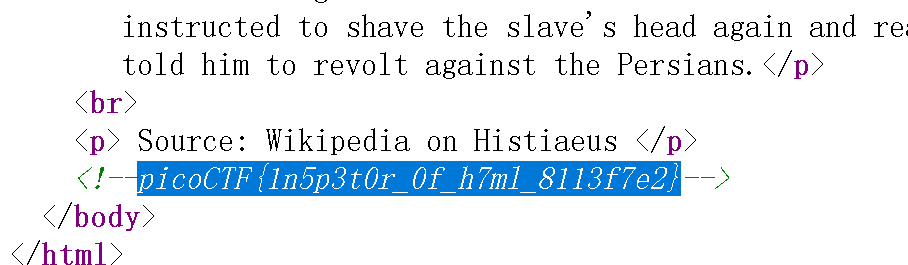 instructed to shave the slave's head again and rea
told him to revolt against the Persians.</p>
<br>
<p> Source: Wikipedia on Histiaeus </p>
<!--picoCTF{1n5p3t0r_0f_h7ml_8113f7e2}-->
</body>
</html>